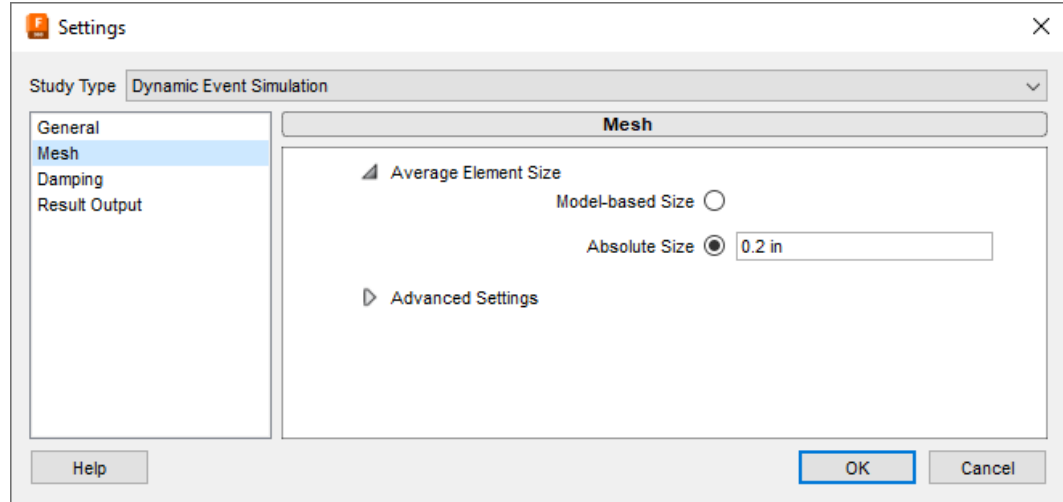 Settings
Study Type Dynamic Event Simulation
General
Mesh
Damping
Result Output
Mesh
Average Element Size
Model-based Size
Absolute Size 0.2 in
Advanced Settings
Help
OK
Cancel